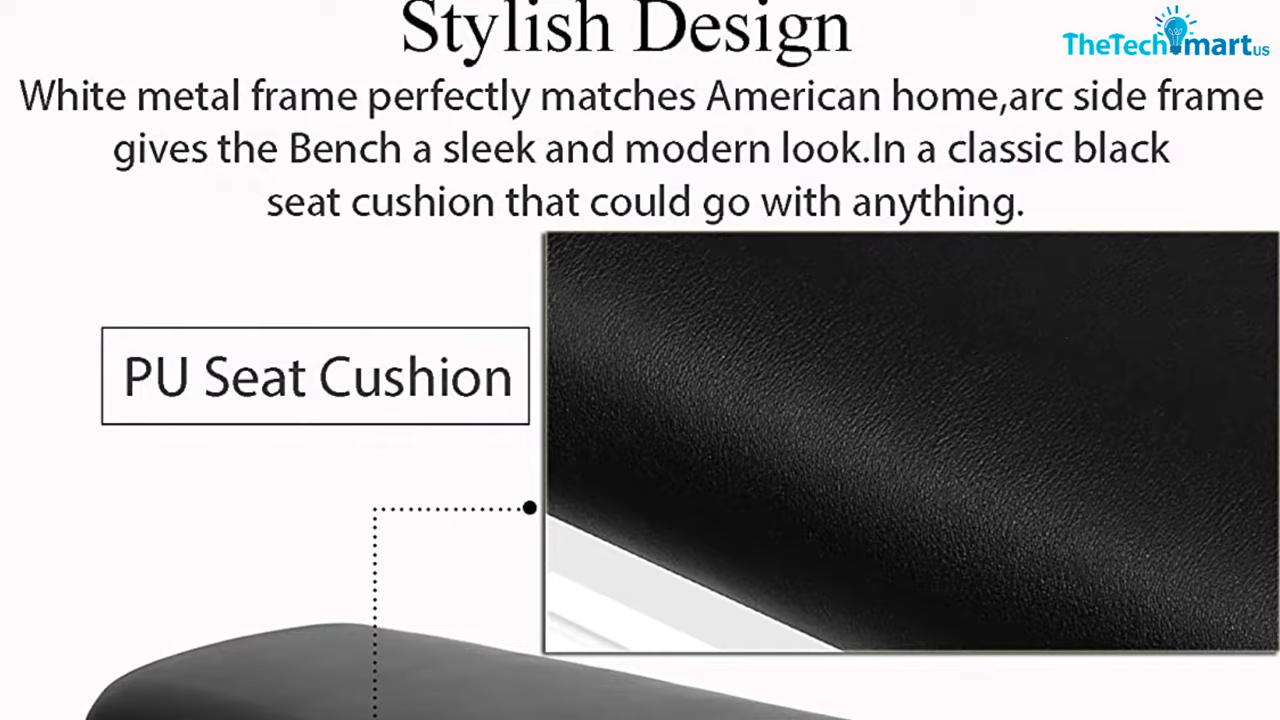 Stylish Design
TheTechmartUS
White metal frame perfectly matches American home,arc side frame
gives the Bench a sleek and modern look.In a classic black
seat cushion that could go with anything.
PU Seat Cushion